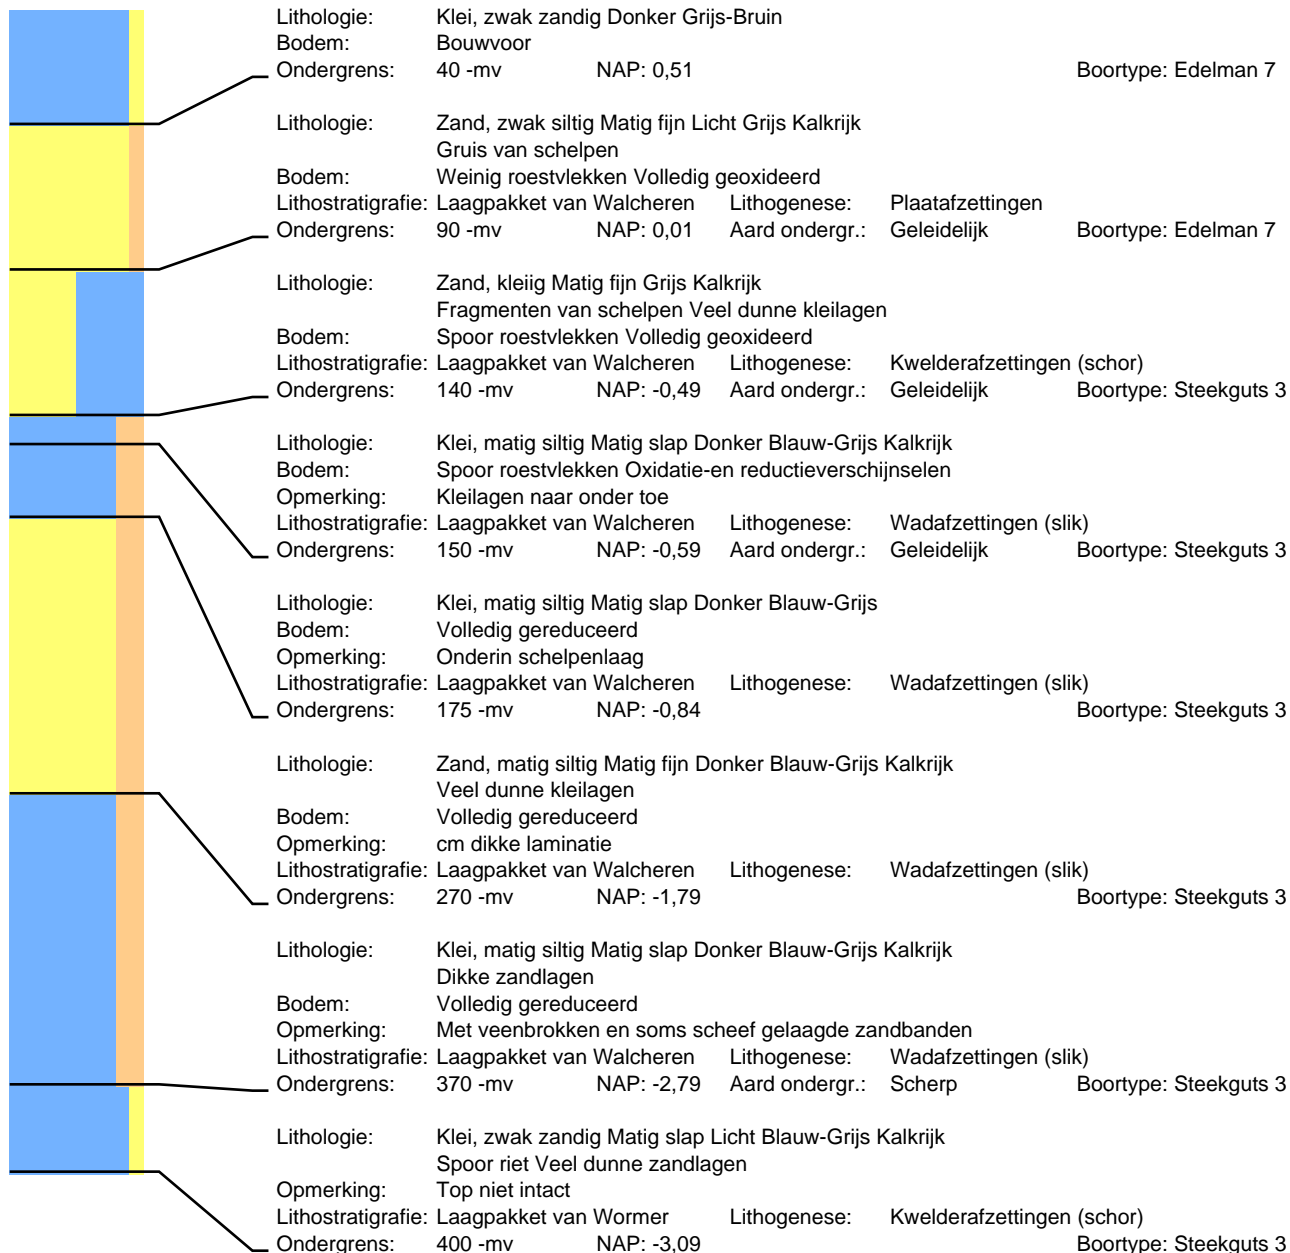 Lithologie: Klei, zwak zandig Donker Grijs-Bruin
Bodem: Bouwvoor
Ondergrens: 40 -mv NAP: 0,51 Boortype: Edelman 7
Lithologie: Zand, zwak siltig Matig fijn Licht Grijs Kalkrijk
Gruis van schelpen
Bodem: Weinig roestvlekken Volledig geoxideerd
Lithostratigrafie: Laagpakket van Walcheren Lithogenese: Plaatafzettingen
Ondergrens: 90 -mv NAP: 0,01 Aard ondergr.: Geleidelijk Boortype: Edelman 7
Lithologie: Zand, kleiig Matig fijn Grijs Kalkrijk
Fragmenten van schelpen Veel dunne kleilagen
Bodem: Spoor roestvlekken Volledig geoxideerd
Lithostratigrafie: Laagpakket van Walcheren Lithogenese: Kwelderafzettingen (schor)
Ondergrens: 140 -mv NAP: -0,49 Aard ondergr.: Geleidelijk Boortype: Steekguts 3
Lithologie: Klei, matig siltig Matig slap Donker Blauw-Grijs Kalkrijk
Bodem: Spoor roestvlekken Oxidatie-en reductieverschijnselen
Opmerking: Kleilagen naar onder toe
Lithostratigrafie: Laagpakket van Walcheren Lithogenese: Wadafzettingen (slik)
Ondergrens: 150 -mv NAP: -0,59 Aard ondergr.: Geleidelijk Boortype: Steekguts 3
Lithologie: Klei, matig siltig Matig slap Donker Blauw-Grijs
Bodem: Volledig gereduceerd
Opmerking: Onderin schelpenlaag
Lithostratigrafie: Laagpakket van Walcheren Lithogenese: Wadafzettingen (slik)
Ondergrens: 175 -mv NAP: -0,84 Boortype: Steekguts 3
Lithologie: Zand, matig siltig Matig fijn Donker Blauw-Grijs Kalkrijk
Veel dunne kleilagen
Bodem: Volledig gereduceerd
Opmerking: cm dikke laminatie
Lithostratigrafie: Laagpakket van Walcheren Lithogenese: Wadafzettingen (slik)
Ondergrens: 270 -mv NAP: -1,79 Boortype: Steekguts 3
Lithologie: Klei, matig siltig Matig slap Donker Blauw-Grijs Kalkrijk
Dikke zandlagen
Bodem: Volledig gereduceerd
Opmerking: Met veenbrokken en soms scheef gelaagde zandbanden
Lithostratigrafie: Laagpakket van Walcheren Lithogenese: Wadafzettingen (slik)
Ondergrens: 370 -mv NAP: -2,79 Aard ondergr.: Scherp Boortype: Steekguts 3
Lithologie: Klei, zwak zandig Matig slap Licht Blauw-Grijs Kalkrijk
Spoor riet Veel dunne zandlagen
Opmerking: Top niet intact
Lithostratigrafie: Laagpakket van Wormer Lithogenese: Kwelderafzettingen (schor)
Ondergrens: 400 -mv NAP: -3,09 Boortype: Steekguts 3